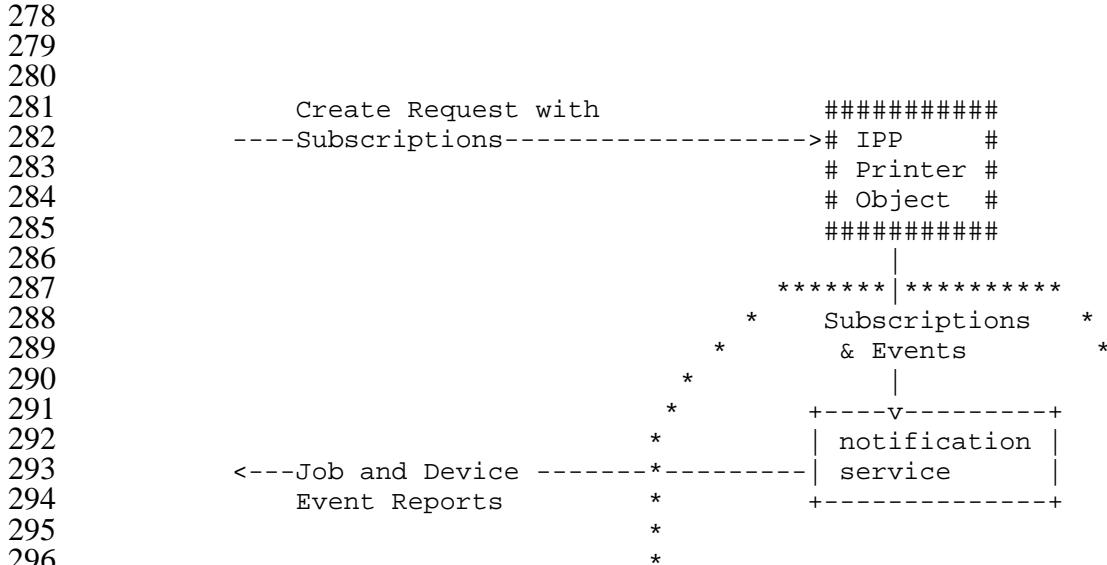 278
279
280
281 Create Request with ###########
282 ----Subscriptions-------------------># IPP #
283 # Printer #
284 # Object #
285 ###########
286 |
287 *******|**********
288 * Subscriptions *
289 * & Events *
290 * |
291 * +----v---------+
292 * | notification |
293 <---Job and Device -------*---------| service |
294 Event Reports * +--------------+
295 *
296 *